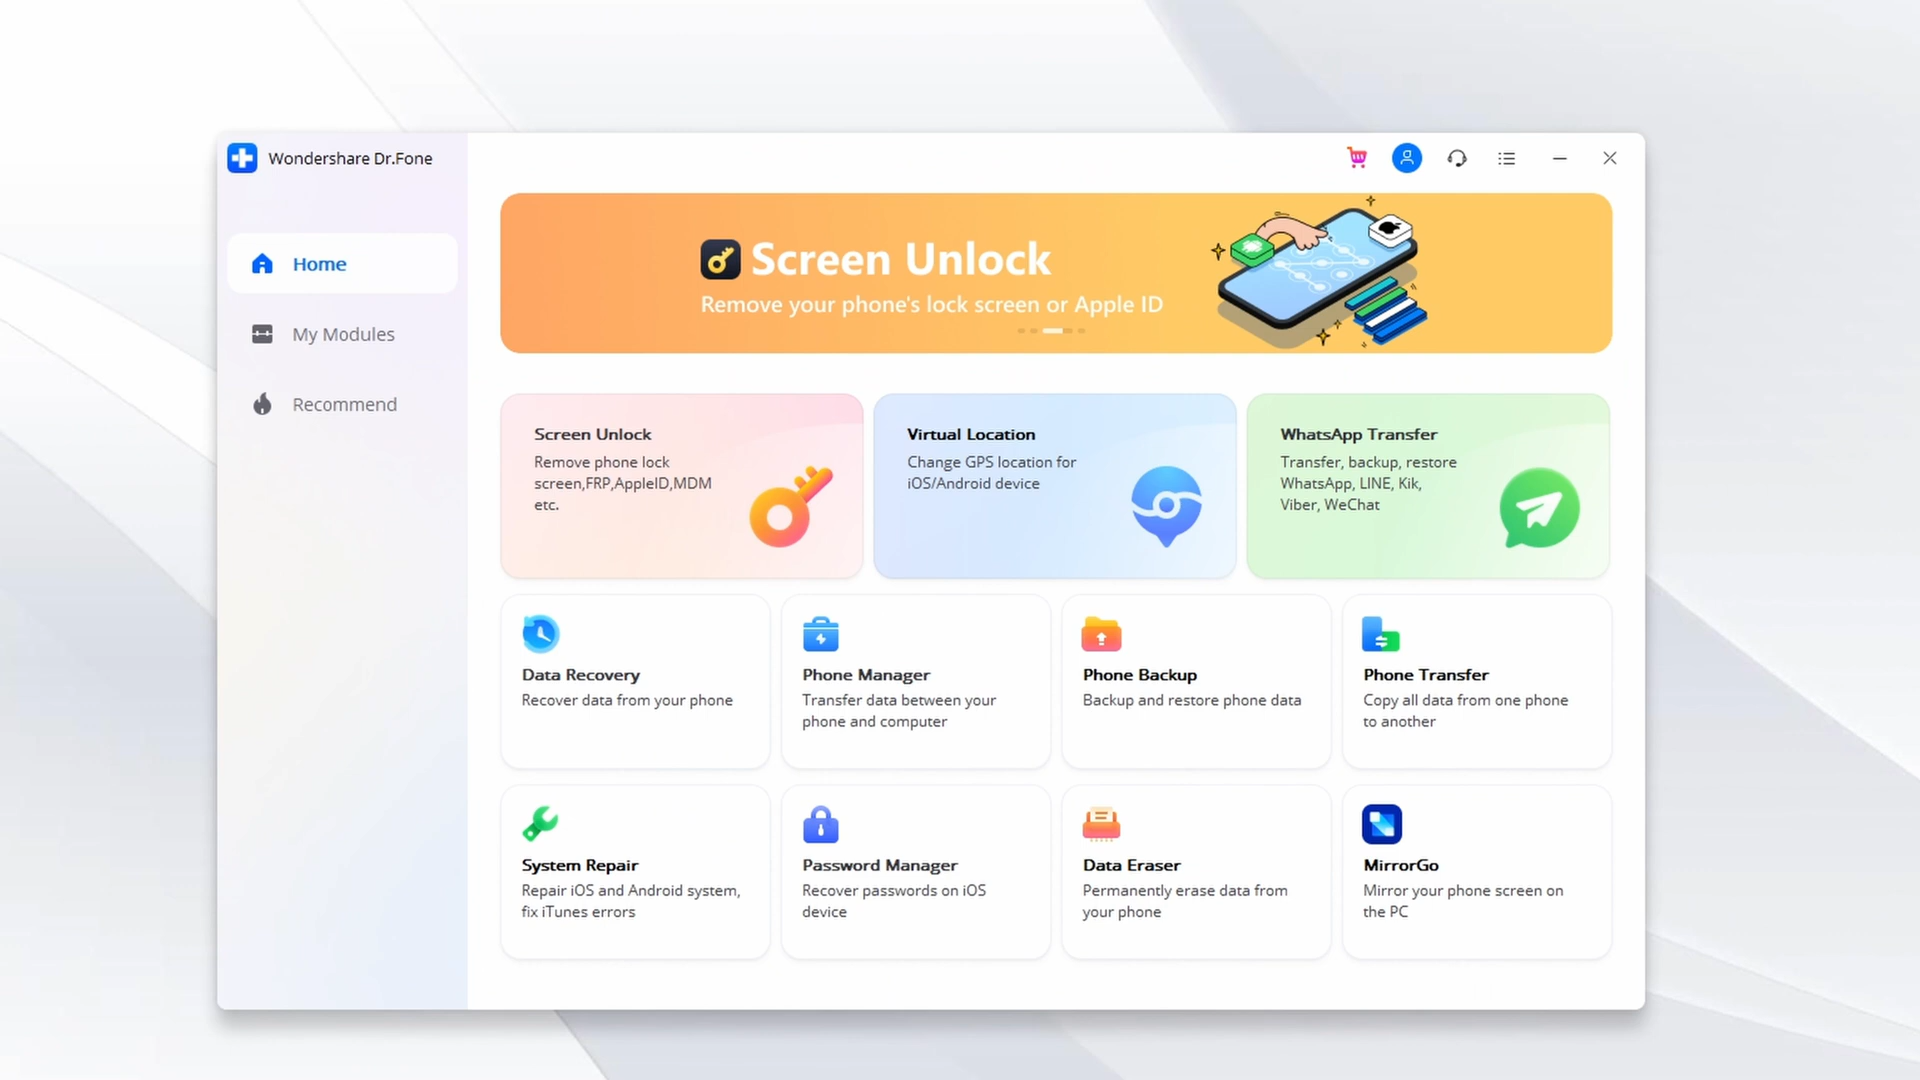 Wondershare Dr.Fone
Home
My Modules
Recommend
Screen Unlock
Remove your phone's lock screen or Apple ID
Screen Unlock
Remove phone lock
screen,FRP,AppleID,MDM
etc.
Virtual Location
Change GPS location for
iOS/Android device
WhatsApp Transfer
Transfer, backup, restore
WhatsApp, LINE, Kik,
Viber, WeChat
Data Recovery
Recover data from your phone
Phone Manager
Transfer data between your
phone and computer
Phone Backup
Backup and restore phone data
Phone Transfer
Copy all data from one phone
to another
System Repair
Repair iOS and Android system,
fix iTunes errors
Password Manager
Recover passwords on iOS
device
Data Eraser
Permanently erase data from
your phone
MirrorGo
Mirror your phone screen on
the PC